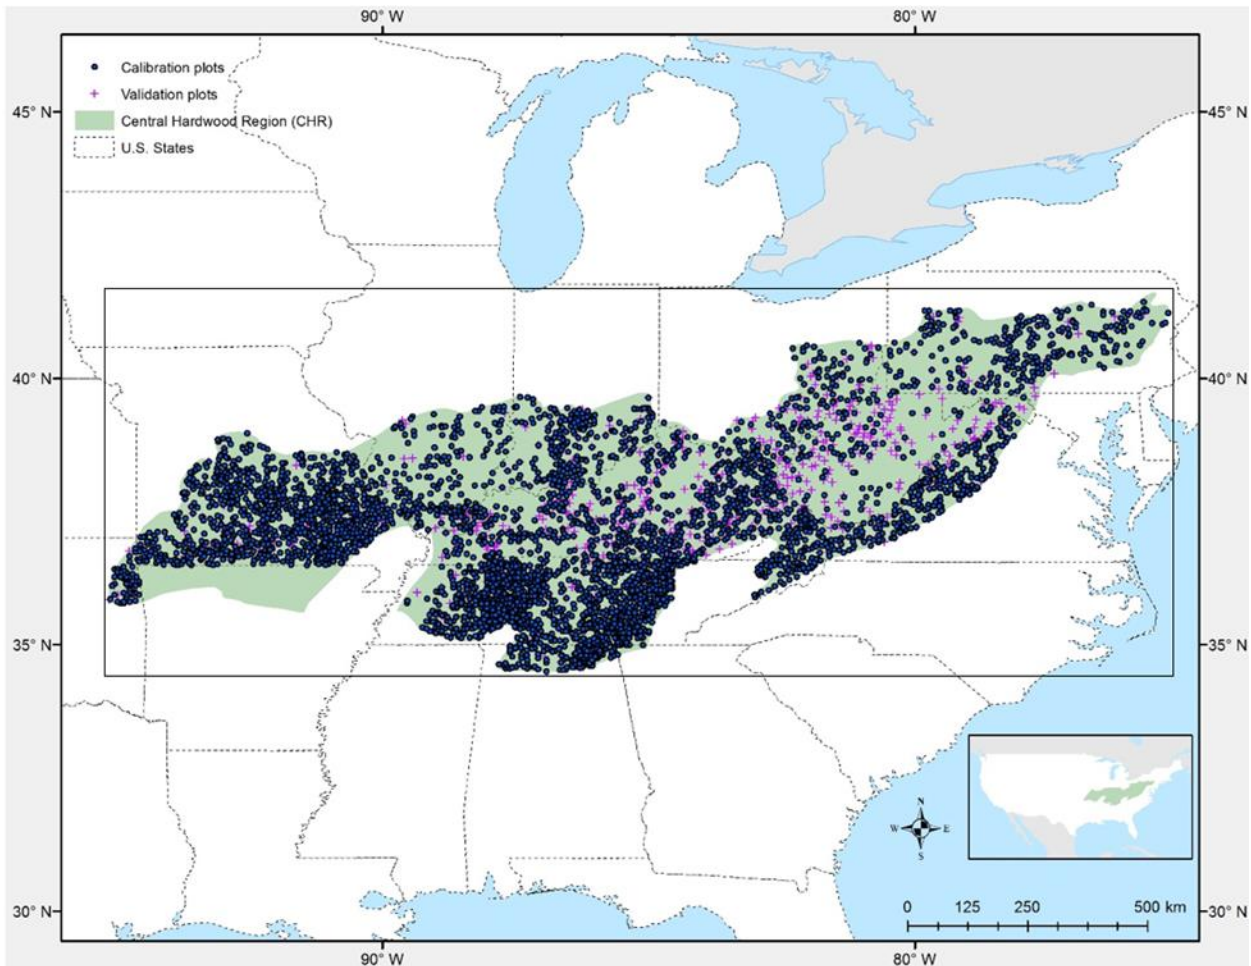 90° W 80° W
Calibration plots
Validation plots
Central Hardwood Region (CHR)
U.S. States
45° N 45° N
40° N 40° N
35° N 35° N
30° N 30° N
N
W E
S
0 125 250 500 km
90° W 80° W